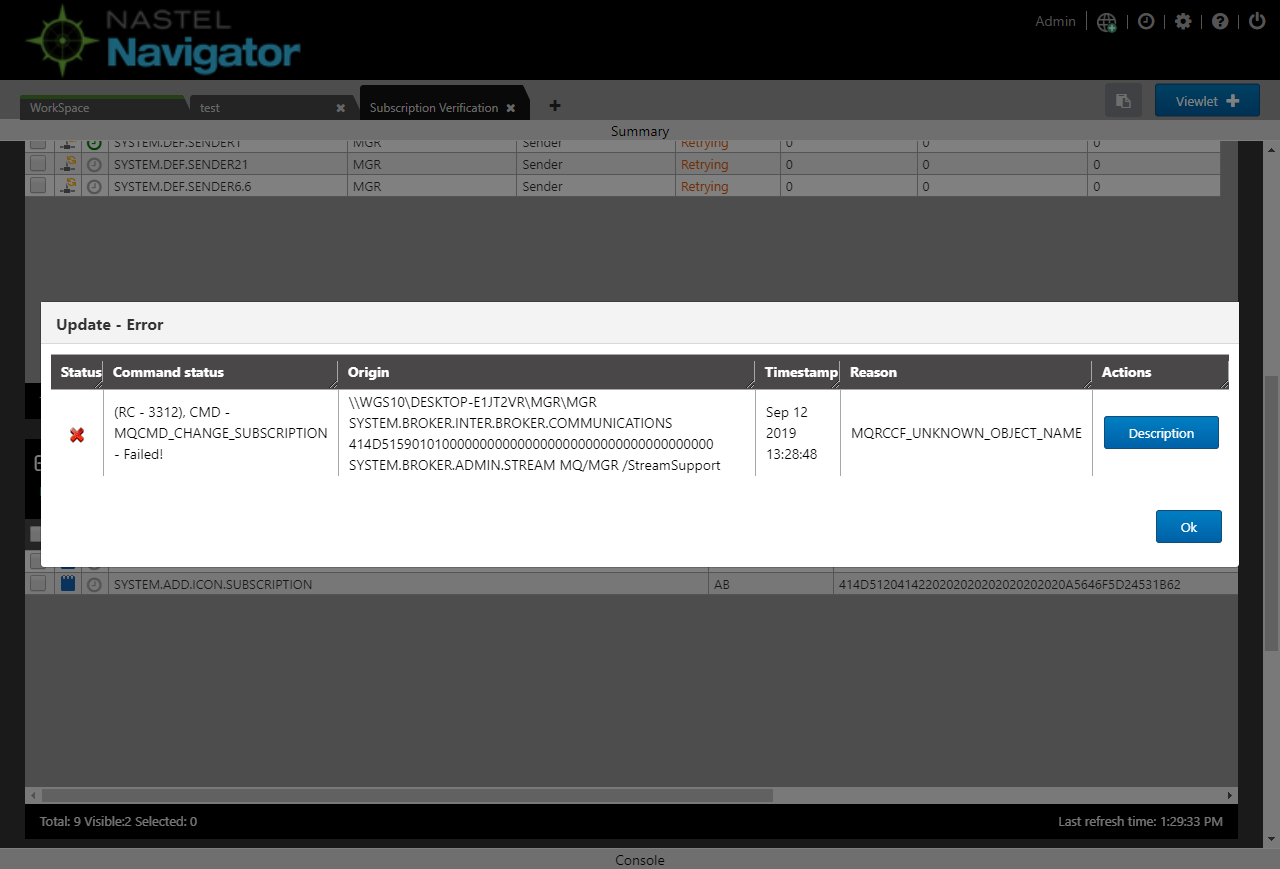 NASTEL
Navigator
Admin
WorkSpace
test
Subscription Verification
Viewlet
Summary
SYSTEM.DEF.SENDER1 MGR Sender Retrying 0 0 0
SYSTEM.DEF.SENDER21 MGR Sender Retrying 0 0 0
SYSTEM.DEF.SENDER6.6 MGR Sender Retrying 0 0 0
Update - Error
Status Command status Origin Timestamp Reason Actions
(RC - 3312), CMD -
MQCMD_CHANGE_SUBSCRIPTION
- Failed!
\\WGS10\DESKTOP-E1JT2VR\MGR\MGR
SYSTEM.BROKER.INTER.BROKER.COMMUNICATIONS
SYSTEM.BROKER.ADMIN.STREAM MQ/MGR /StreamSupport
Sep 12
2019
13:28:48
MQRCCF_UNKNOWN_OBJECT_NAME
Description
Ok
SYSTEM.ADD.ICON.SUBSCRIPTION AB
Total: 9 Visible:2 Selected: 0
Last refresh time: 1:29:33 PM
Console